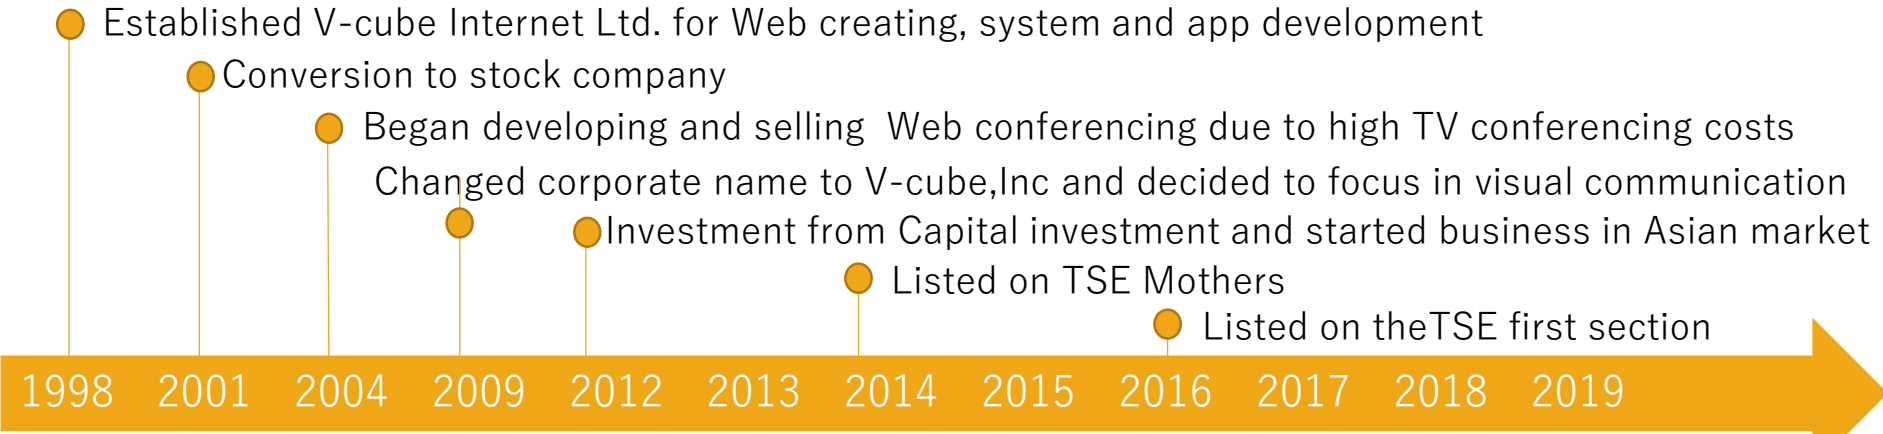 Established V-cube Internet Ltd. for Web creating, system and app development
Conversion to stock company
Began developing and selling Web conferencing due to high TV conferencing costs
Changed corporate name to V-cube,Inc and decided to focus in visual communication
Investment from Capital investment and started business in Asian market
Listed on TSE Mothers
Listed on theTSE first section
1998 2001 2004 2009 2012 2013 2014 2015 2016 2017 2018 2019